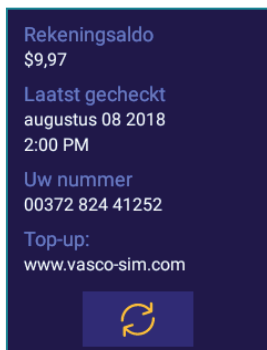 Rekeningsaldo
$9,97
Laatst gecheckt
augustus 08 2018
2:00 PM
Uw nummer
00372 824 41252
Top-up:
www.vasco-sim.com